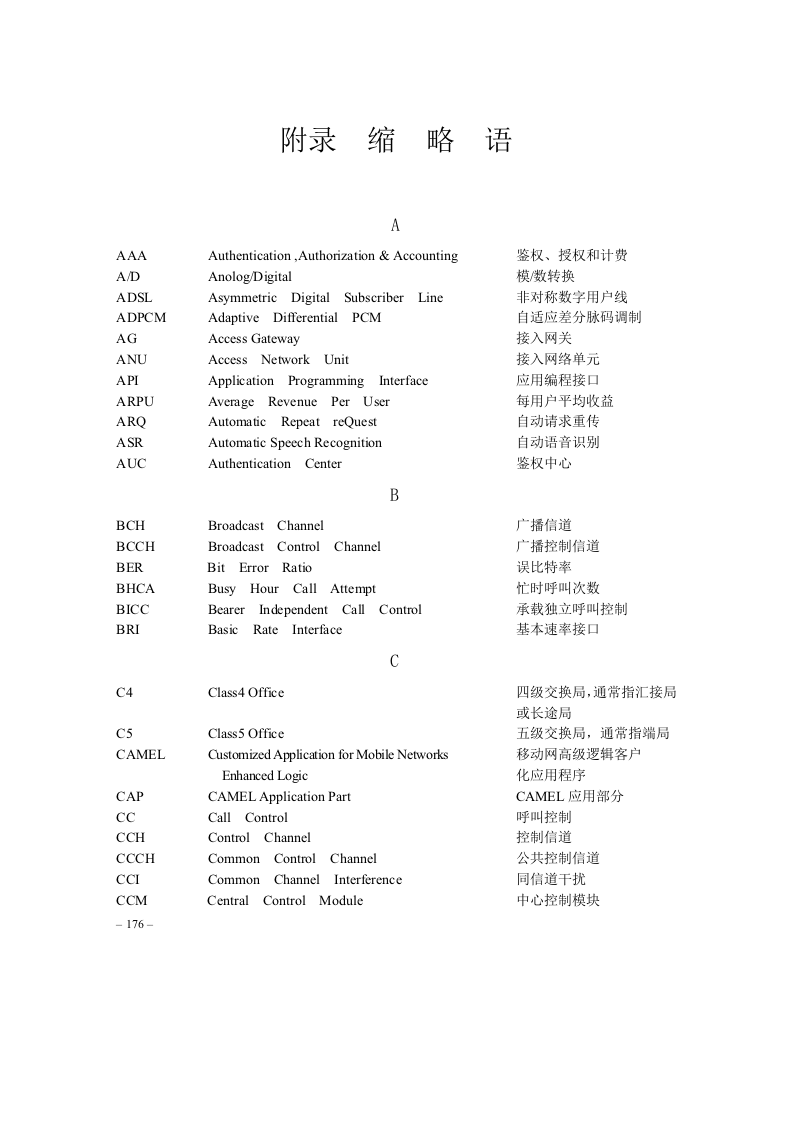 附录 缩 略 语
A
AAA Authentication ,Authorization & Accounting 鉴权、授权和计费
A/D Anolog/Digital 模/数转换
ADSL Asymmetric Digital Subscriber Line 非对称数字用户线
ADPCM Adaptive Differential PCM 自适应差分脉码调制
AG Access Gateway 接入网关
ANU Access Network Unit 接入网络单元
API Application Programming Interface 应用编程接口
ARPU Average Revenue Per User 每用户平均收益
ARQ Automatic Repeat reQuest 自动请求重传
ASR Automatic Speech Recognition 自动语音识别
AUC Authentication Center 鉴权中心
B
BCH Broadcast Channel 广播信道
BCCH Broadcast Control Channel 广播控制信道
BER Bit Error Ratio 误比特率
BHCA Busy Hour Call Attempt 忙时呼叫次数
BICC Bearer Independent Call Control 承载独立呼叫控制
BRI Basic Rate Interface 基本速率接口
C
C4 Class4 Office 四级交换局，通常指汇接局
或长途局
C5 Class5 Office 五级交换局，通常指端局
CAMEL Customized Application for Mobile Networks 移动网高级逻辑客户
Enhanced Logic 化应用程序
CAP CAMEL Application Part CAMEL 应用部分
CC Call Control 呼叫控制
CCH Control Channel 控制信道
CCCH Common Control Channel 公共控制信道
CCI Common Channel Interference 同信道干扰
CCM Central Control Module 中心控制模块
– 176 –